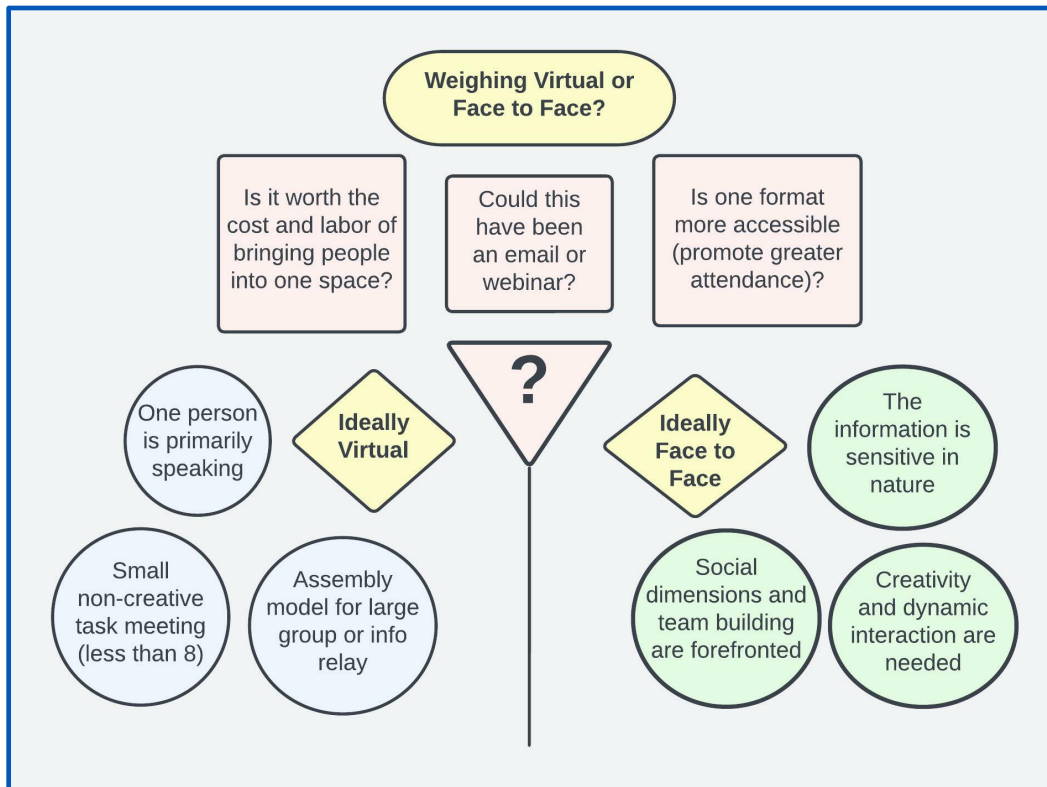 Weighing Virtual or
Face to Face?
Is it worth the
cost and labor of
bringing people
into one space?
Could this
have been
an email or
webinar?
Is one format
more accessible
(promote greater
attendance)?
?
One person
is primarily
speaking
Ideally
Virtual
Ideally
Face to
Face
The
information is
sensitive in
nature
Small
non-creative
task meeting
(less than 8)
Assembly
model for large
group or info
relay
Social
dimensions and
team building
are forefronted
Creativity
and dynamic
interaction are
needed